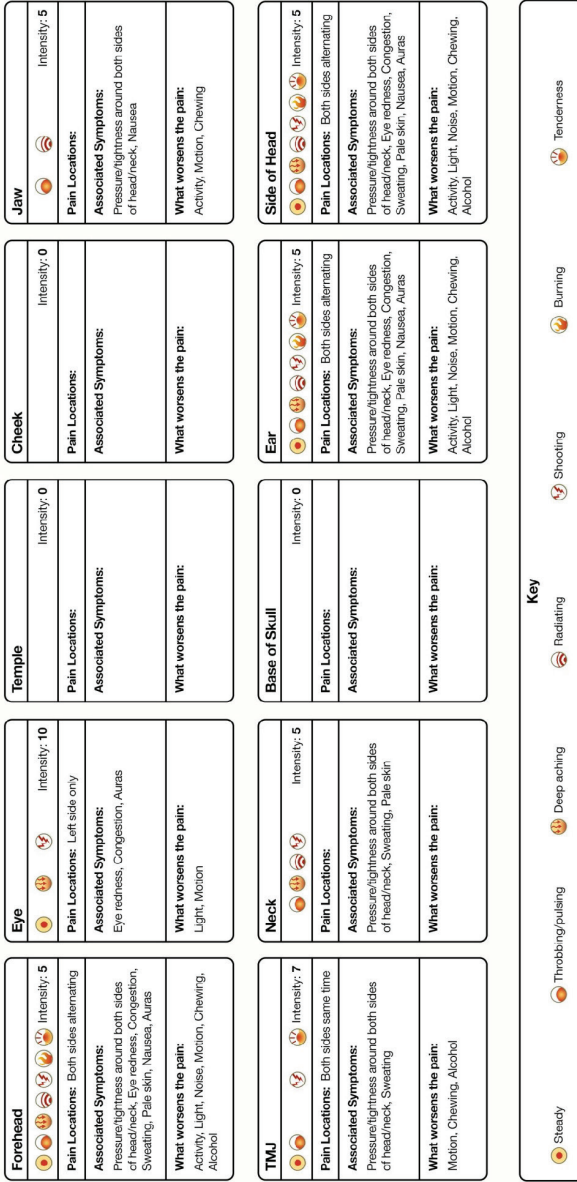 Forehead
Intensity: 5
Pain Locations: Both sides alternating
Associated Symptoms:
Pressure/tightness around both sides
of head/neck, Eye redness, Congestion,
Sweating, Pale skin, Nausea, Auras
What worsens the pain:
Activity, Light, Noise, Motion, Chewing,
Alcohol
Eye
Intensity: 10
Pain Locations: Left side only
Associated Symptoms:
Eye redness, Congestion, Auras
What worsens the pain:
Light, Motion
Temple
Intensity: 0
Pain Locations:
Associated Symptoms:
What worsens the pain:
Cheek
Intensity: 0
Pain Locations:
Associated Symptoms:
What worsens the pain:
Jaw
Intensity: 5
Pain Locations:
Associated Symptoms:
Pressure/tightness around both sides
of head/neck, Nausea
What worsens the pain:
Activity, Motion, Chewing
TMJ
Intensity: 7
Pain Locations: Both sides same time
Associated Symptoms:
Pressure/tightness around both sides
of head/neck, Sweating
What worsens the pain:
Motion, Chewing, Alcohol
Neck
Intensity: 5
Pain Locations:
Associated Symptoms:
Pressure/tightness around both sides
of head/neck, Sweating, Pale skin
What worsens the pain:
Base of Skull
Intensity: 0
Pain Locations:
Associated Symptoms:
What worsens the pain:
Ear
Intensity: 5
Pain Locations: Both sides alternating
Associated Symptoms:
Pressure/tightness around both sides
of head/neck, Eye redness, Congestion,
Sweating, Pale skin, Nausea, Auras
What worsens the pain:
Activity, Light, Noise, Motion, Chewing,
Alcohol
Side of Head
Intensity: 5
Pain Locations: Both sides alternating
Associated Symptoms:
Pressure/tightness around both sides
of head/neck, Eye redness, Congestion,
Sweating, Pale skin, Nausea, Auras
What worsens the pain:
Activity, Light, Noise, Motion, Chewing,
Alcohol
Key
Steady
Throbbing/pulsing
Deep aching
Radiating
Shooting
Burning
Tenderness